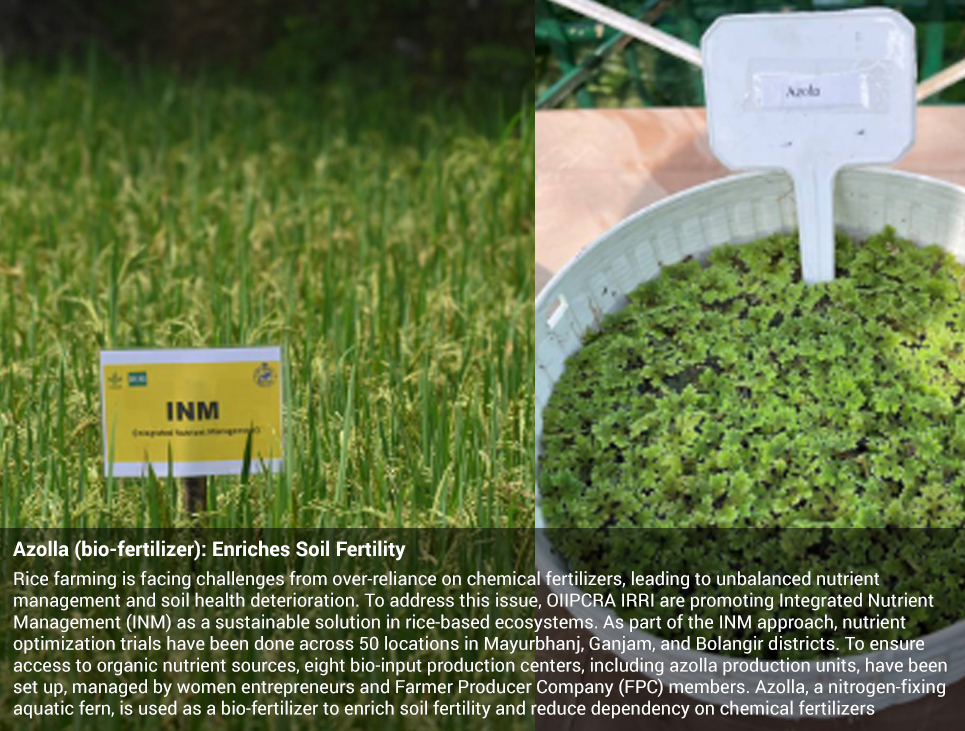 Azola
INM
(Integrated Nutrient Management)
Azolla (bio-fertilizer): Enriches Soil Fertility
Rice farming is facing challenges from over-reliance on chemical fertilizers, leading to unbalanced nutrient
management and soil health deterioration. To address this issue, OIIPCRA IRRI are promoting Integrated Nutrient
Management (INM) as a sustainable solution in rice-based ecosystems. As part of the INM approach, nutrient
optimization trials have been done across 50 locations in Mayurbhanj, Ganjam, and Bolangir districts. To ensure
access to organic nutrient sources, eight bio-input production centers, including azolla production units, have been
set up, managed by women entrepreneurs and Farmer Producer Company (FPC) members. Azolla, a nitrogen-fixing
aquatic fern, is used as a bio-fertilizer to enrich soil fertility and reduce dependency on chemical fertilizers